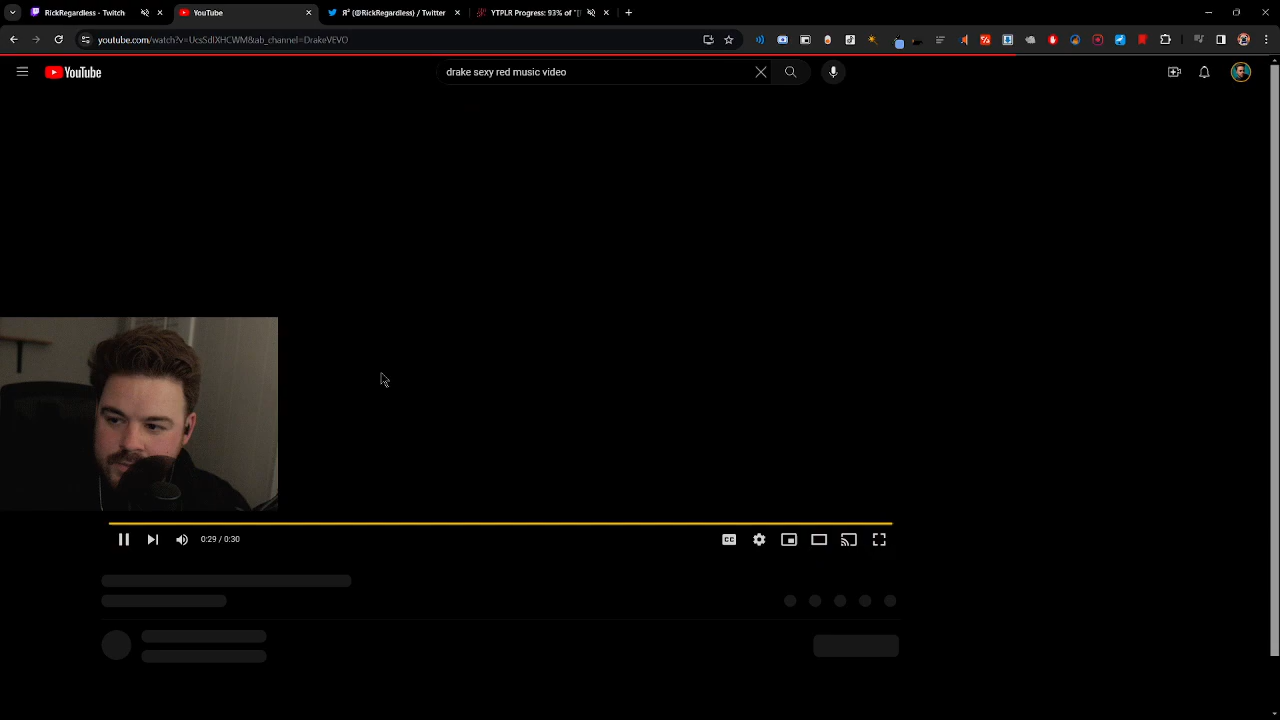 RickRegardless - Twitch
YouTube
R² (@RickRegardless) / Twitter
YTPLR Progress: 93% of "[
youtube.com/watch?v=UcsSdlXHCWM&ab_channel=DrakeVEVO
YouTube
drake sexy red music video
0:29 / 0:30
CC